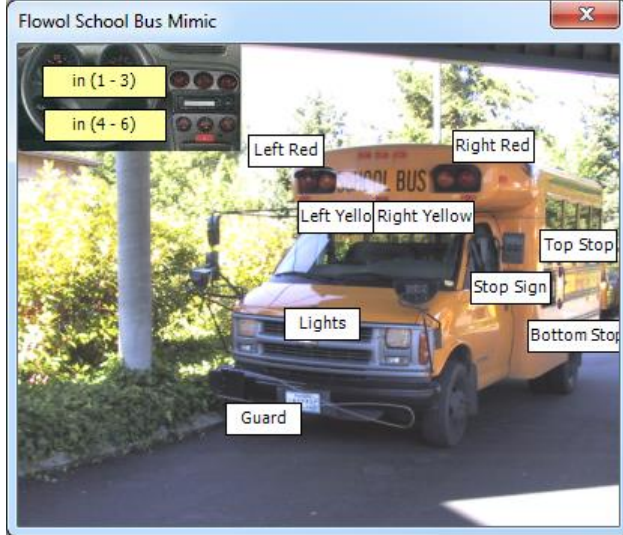 Flowol School Bus Mimic
in (1 - 3)
in (4 - 6)
Left Red
Right Red
SCHOOL BUS
Left Yello
Right Yellow
Top Stop
Stop Sign
Lights
Bottom Stop
Guard